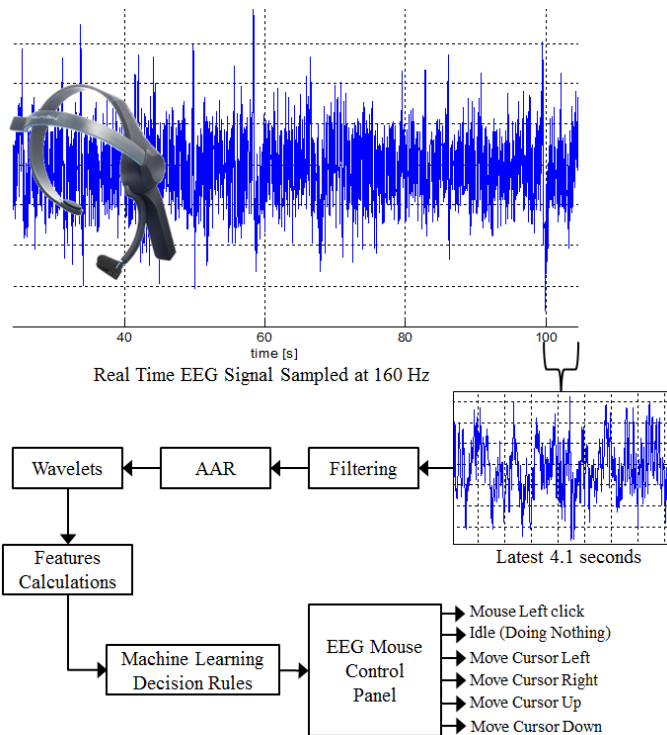 40
60
80
100
time [s]
Real Time EEG Signal Sampled at 160 Hz
Wavelets
AAR
Filtering
Latest 4.1 seconds
Features
Calculations
Machine Learning
Decision Rules
EEG Mouse
Control
Panel
Mouse Left click
Idle (Doing Nothing)
Move Cursor Left
Move Cursor Right
Move Cursor Up
Move Cursor Down